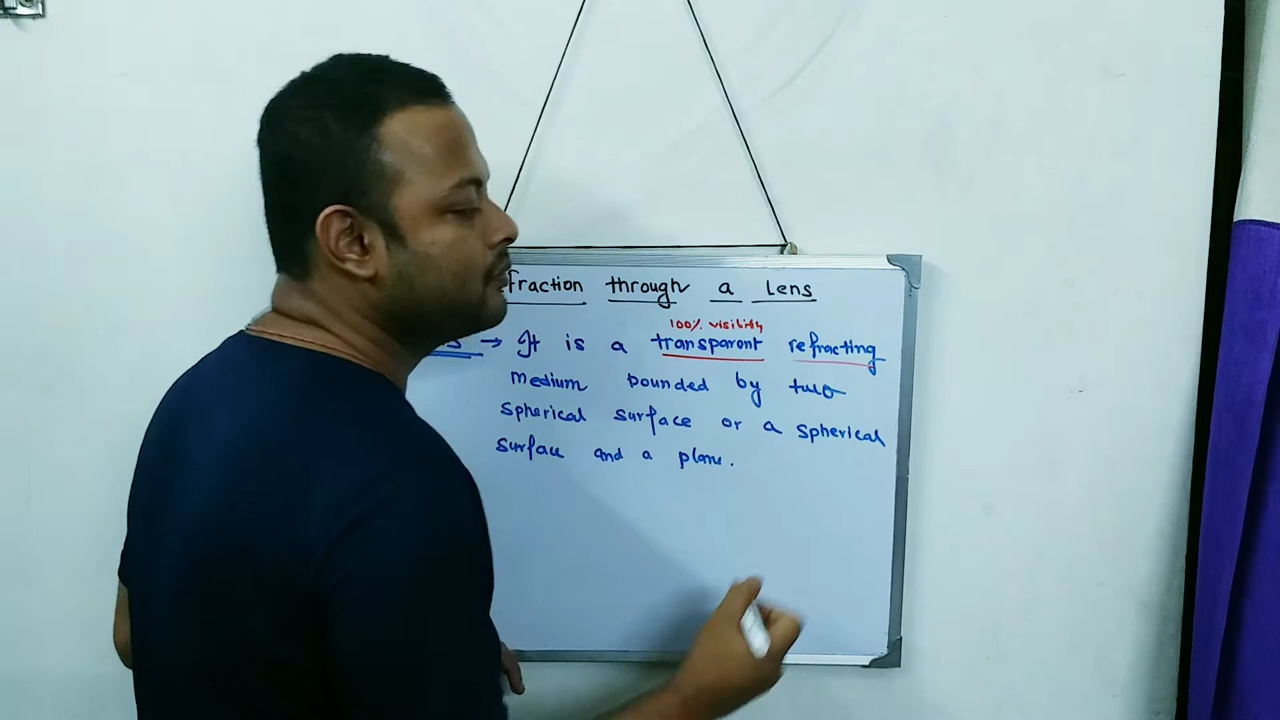 fraction through a Lens
100% visibility
s → It is a transparent refracting
medium bounded by two
spherical surface or a spherical
surface and a plane.